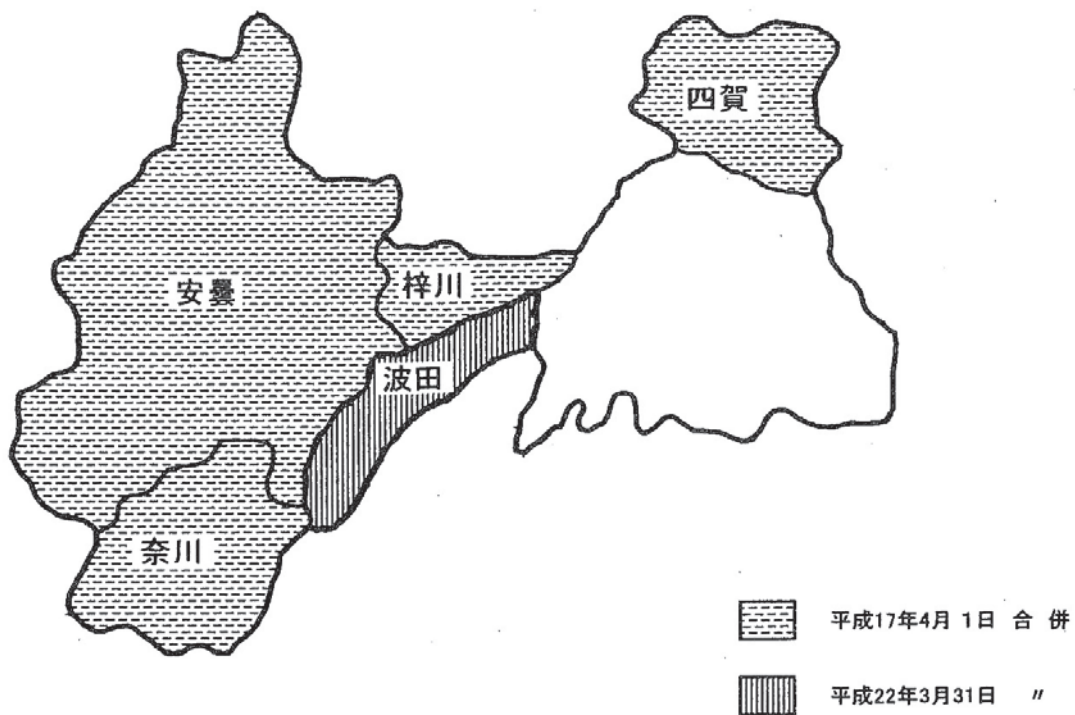 四賀
安曇
梓川
波田
奈川
平成17年4月1日 合併
平成22年3月31日 〃